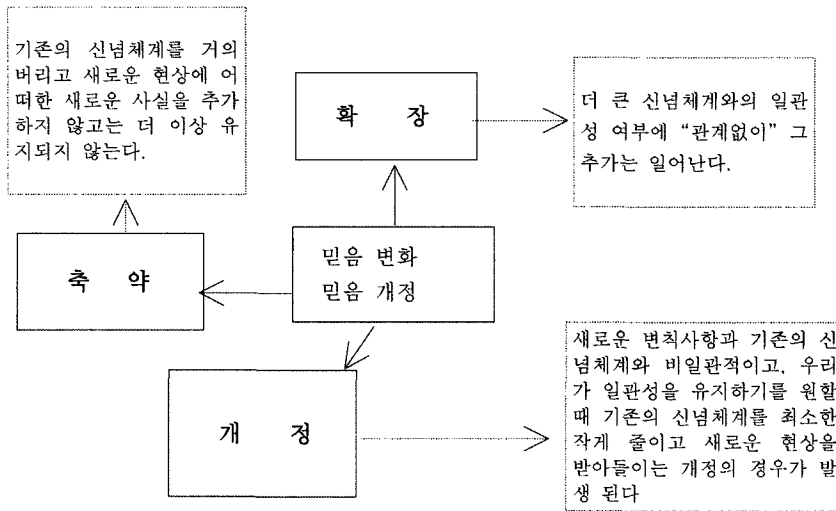 기존의 신념체계를 거의
버리고 새로운 현상에 어
떠한 새로운 사실을 추가
하지 않고는 더 이상 유
지되지 않는다.
확 장
더 큰 신념체계와의 일관
성 여부에 “관계없이” 그
추가는 일어난다.
축 약
믿음 변화
믿음 개정
개 정
새로운 변칙사항과 기존의 신
념체계와 비일관적이고, 우리
가 일관성을 유지하기를 원할
때 기존의 신념체계를 최소한
작게 줄이고 새로운 현상을
받아들이는 개정의 경우가 발
생 된다